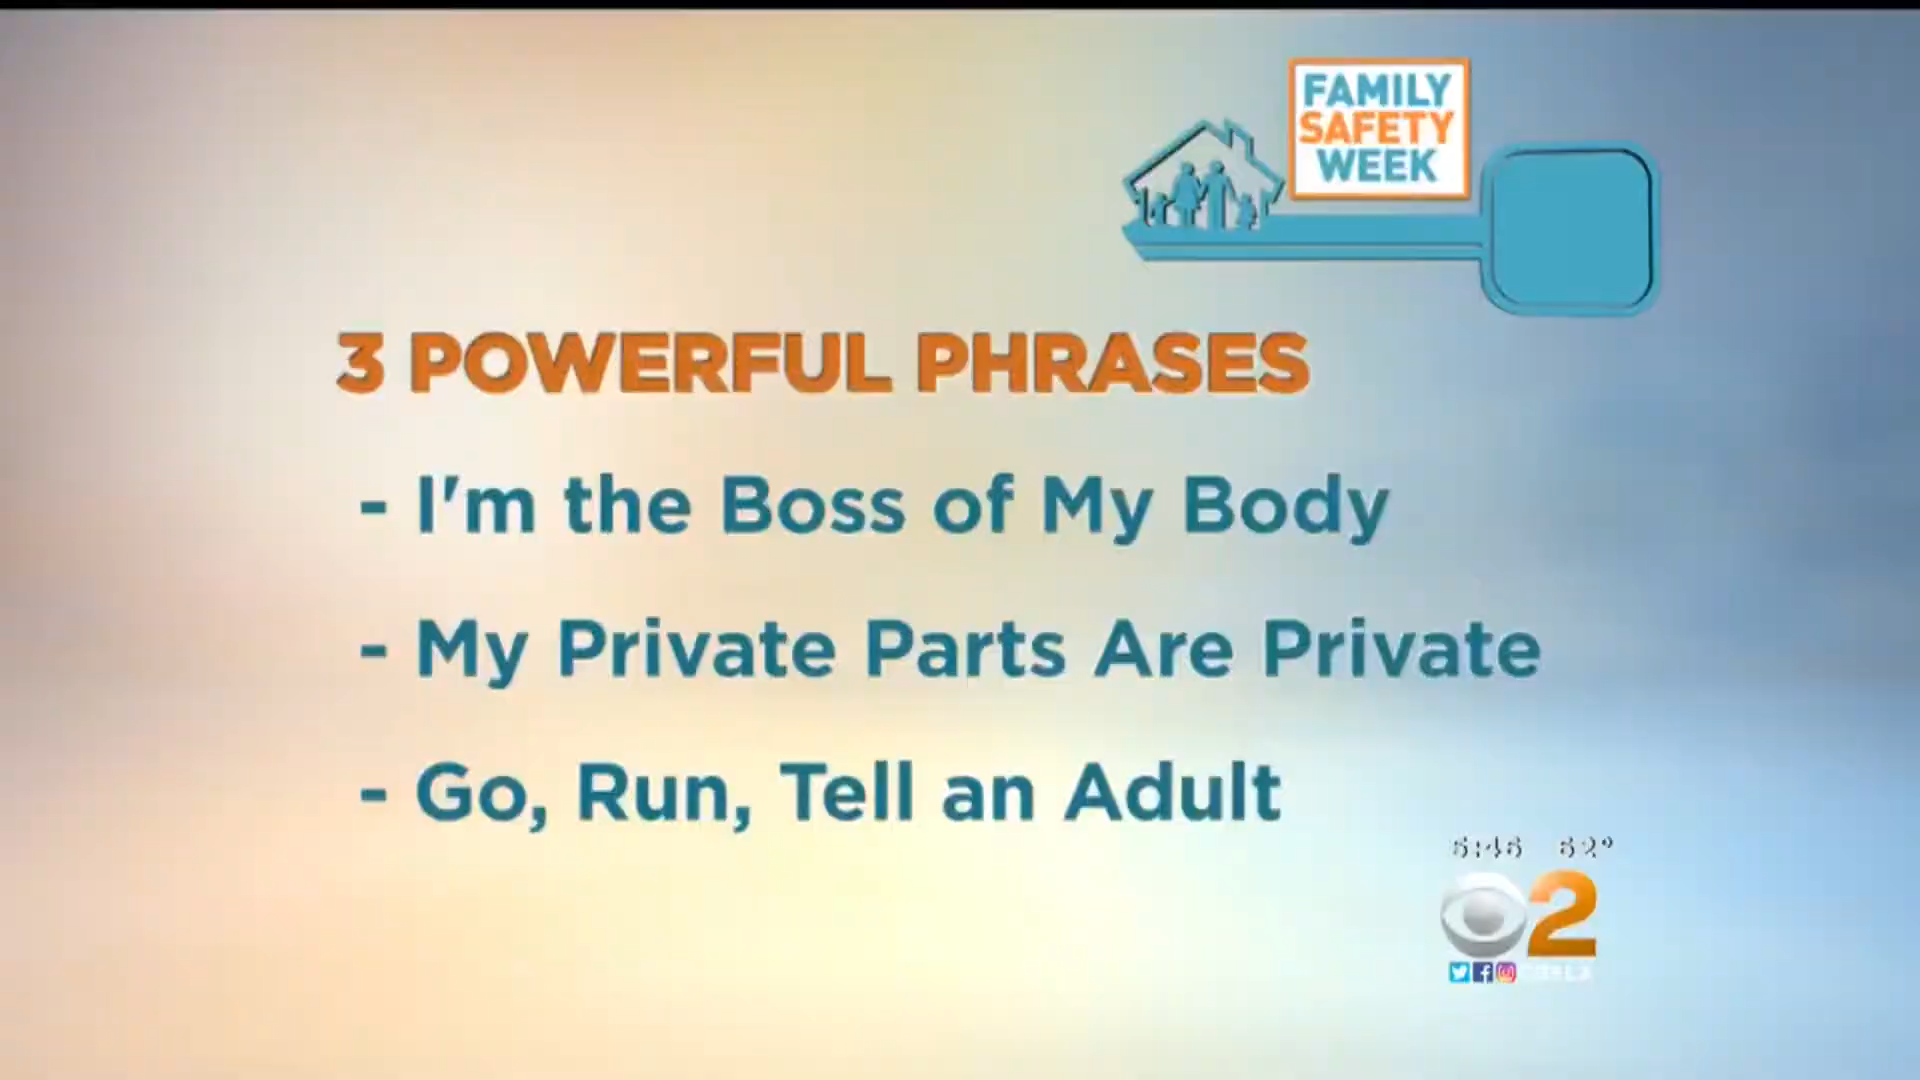 FAMILY
SAFETY
WEEK
3 POWERFUL PHRASES
- I'm the Boss of My Body
- My Private Parts Are Private
- Go, Run, Tell an Adult
2